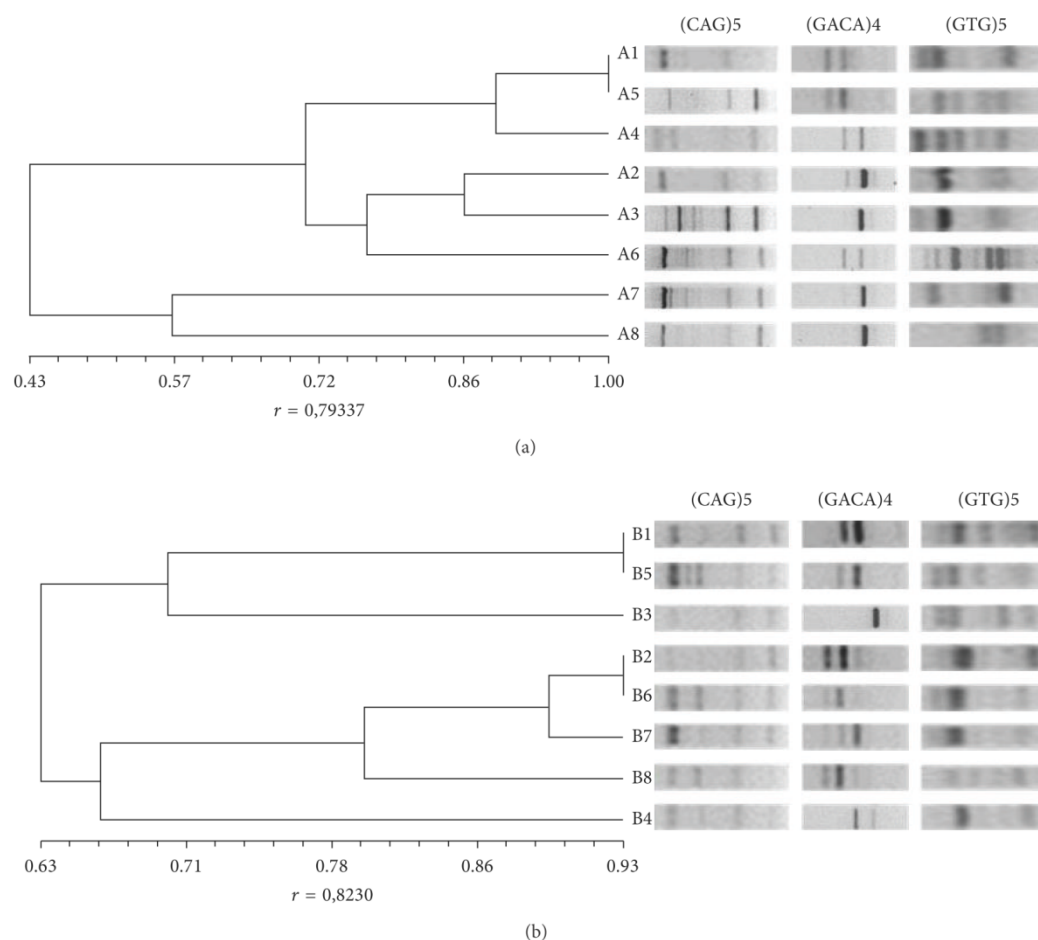 (CAG)5 (GACA)4 (GTG)5
A1
A5
A4
A2
A3
A6
A7
A8
0.43 0.57 0.72 0.86 1.00
r = 0,79337
(a)
(CAG)5 (GACA)4 (GTG)5
B1
B5
B3
B2
B6
B7
B8
B4
0.63 0.71 0.78 0.86 0.93
r = 0,8230
(b)